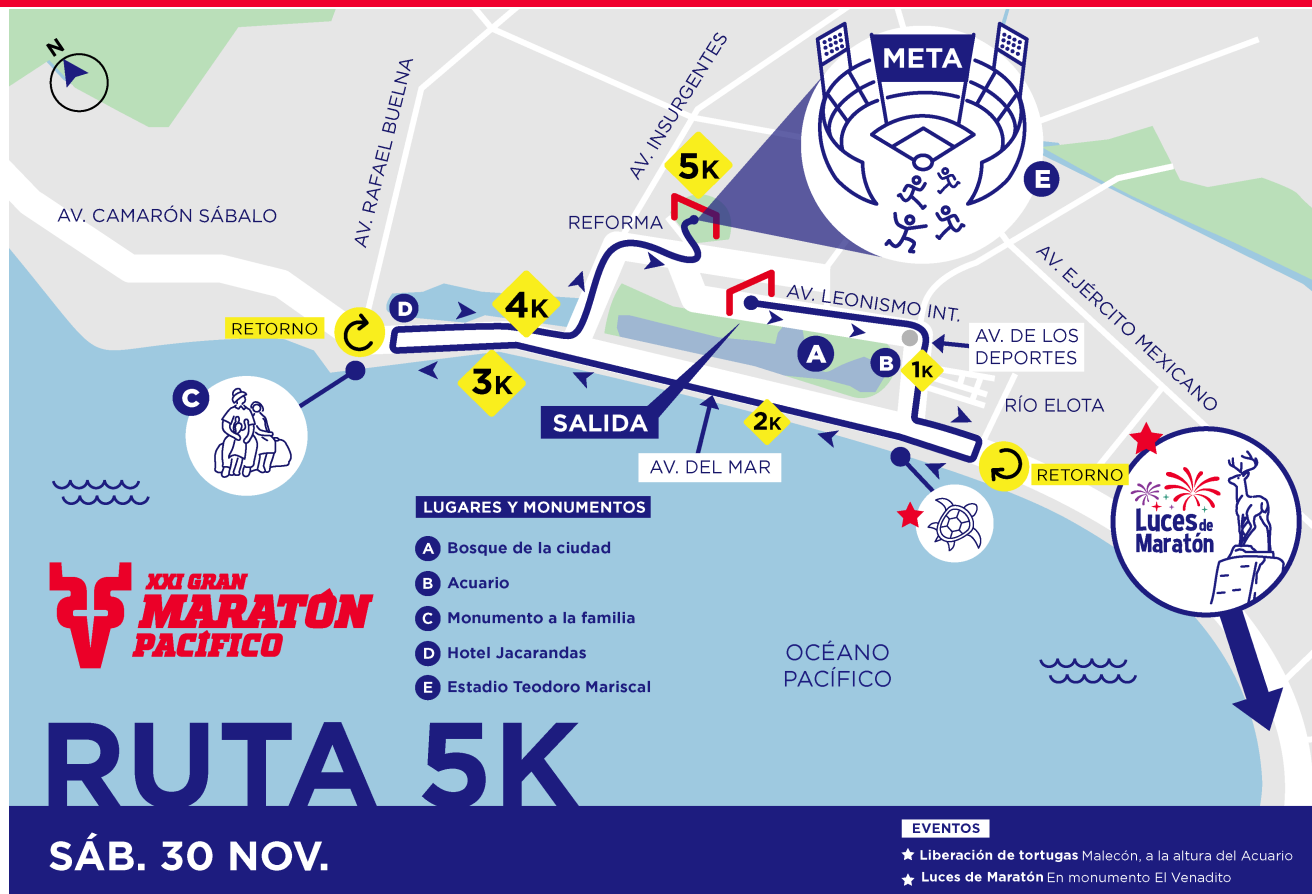 N
META
AV. INSURGENTES
AV. RAFAEL BUELNA
5K
E
REFORMA
AV. CAMARÓN SÁBALO
AV. EJÉRCITO MEXICANO
AV. LEONISMO INT.
D
4K
RETORNO
AV. DE LOS
DEPORTES
A
B
1K
3K
C
SALIDA
2K
RÍO ELOTA
AV. DEL MAR
RETORNO
Luces de
Maratón
LUGARES Y MONUMENTOS
A Bosque de la ciudad
B Acuario
C Monumento a la familia
D Hotel Jacarandas
E Estadio Teodoro Mariscal
XXI GRAN
MARATÓN
PACÍFICO
OCÉANO
PACÍFICO
RUTA 5K
SÁB. 30 NOV.
EVENTOS
Liberación de tortugas Malecón, a la altura del Acuario
Luces de Maratón En monumento El Venadito